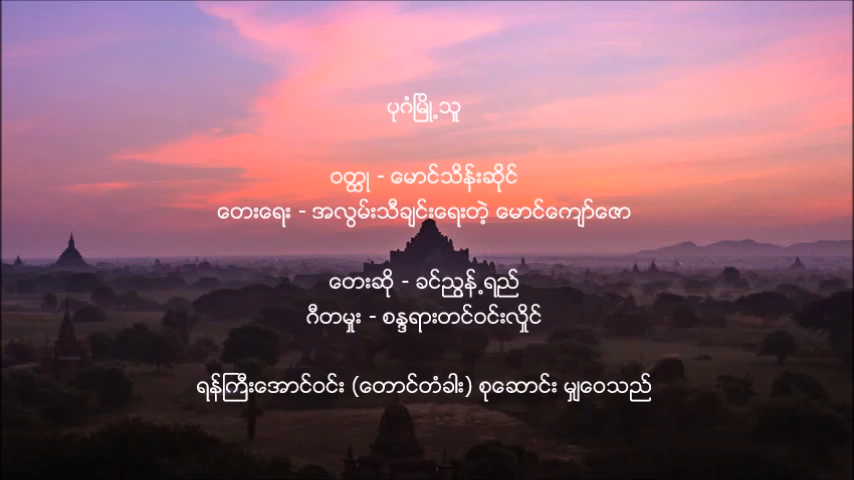 ပုဂံမြို့သူ
ဝတ္ထု - မောင်သိန်းဆိုင်
တေးရေး - အလွမ်းသီချင်းရေးတဲ့ မောင်ကျော်ဇော
တေးဆို - ခင်ညွန့်ရည်
ဂီတမှူး - စန္ဒရားတင်ဝင်းလှိုင်
ရန်ကြီးအောင်ဝင်း (တောင်တံခါး) စုဆောင်း မျှဝေသည်